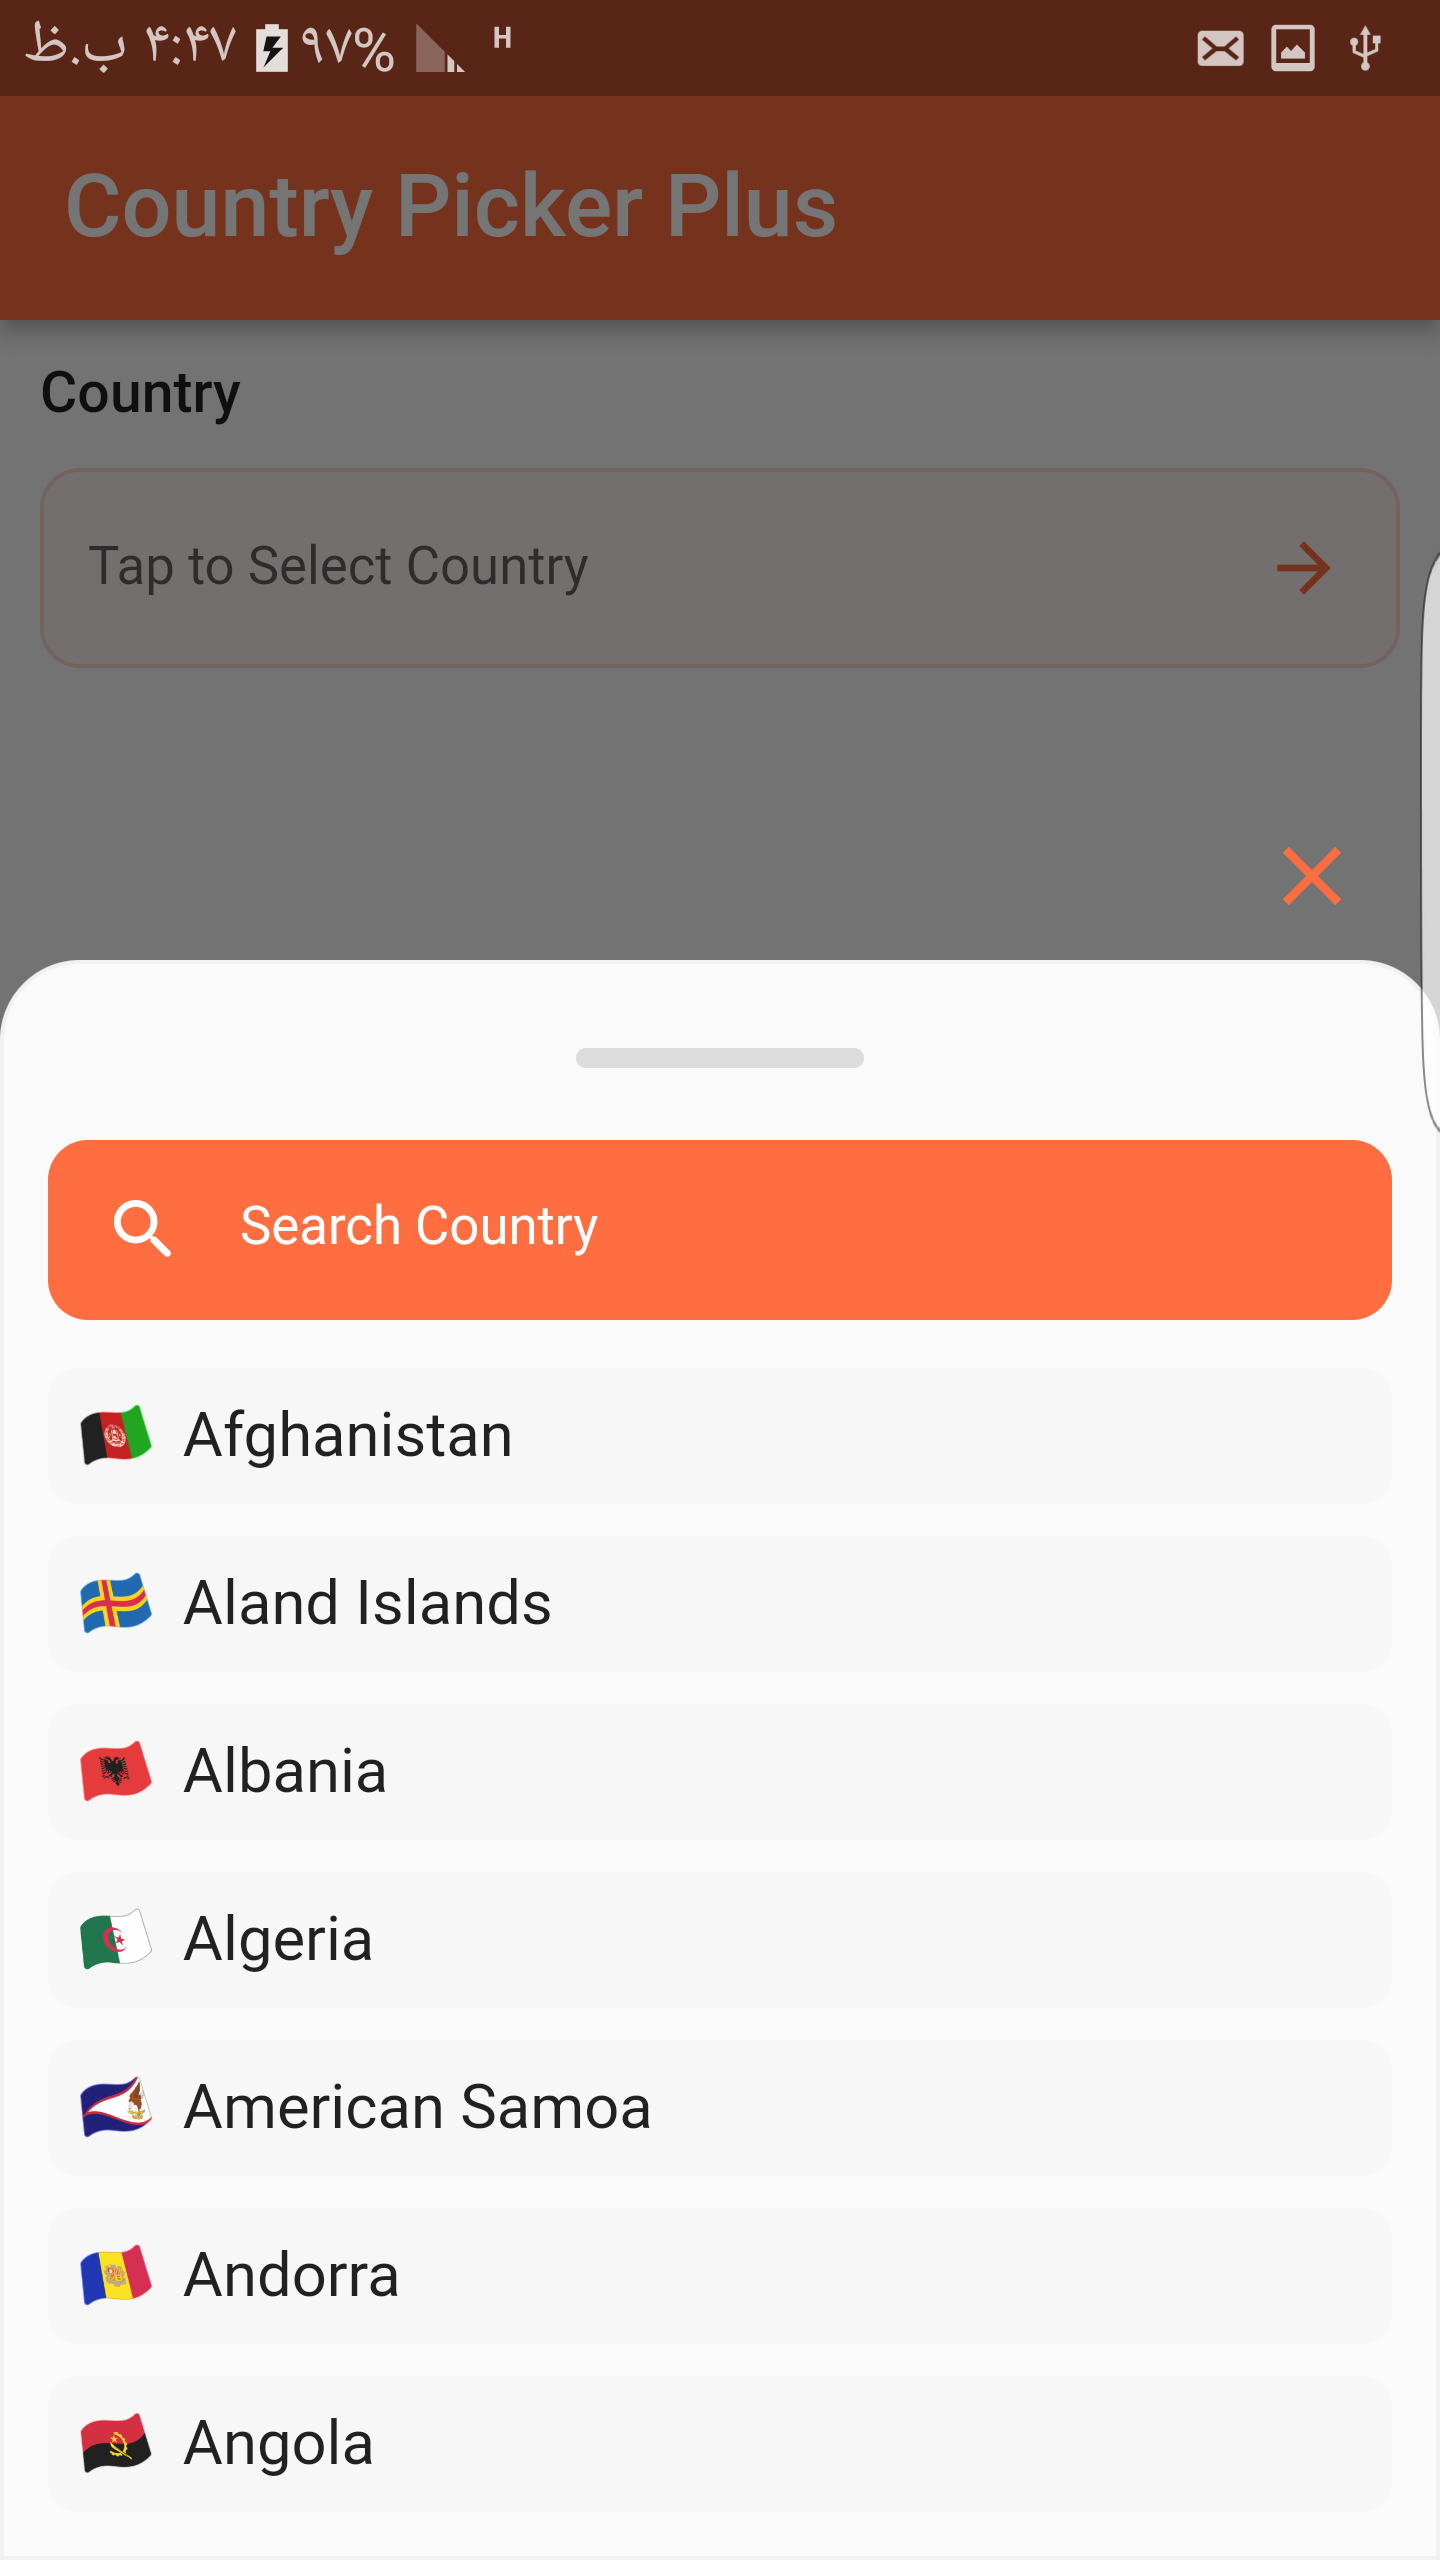 ۴:۴۷ ب.ظ ۹۷% H
Country Picker Plus
Country
Tap to Select Country
Search Country
Afghanistan
Aland Islands
Albania
Algeria
American Samoa
Andorra
Angola